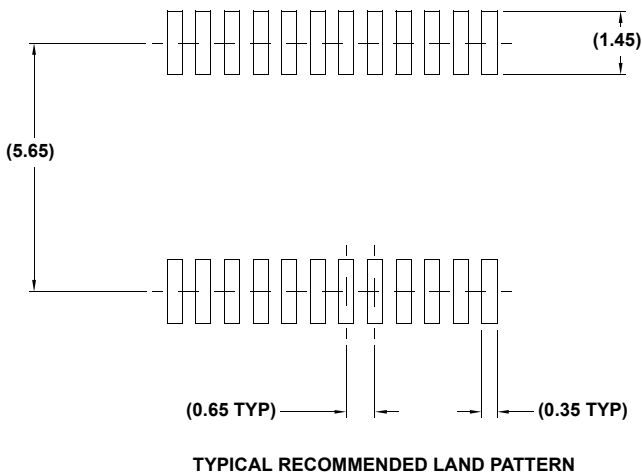 (1.45)
(5.65)
(0.65 TYP)
(0.35 TYP)
TYPICAL RECOMMENDED LAND PATTERN